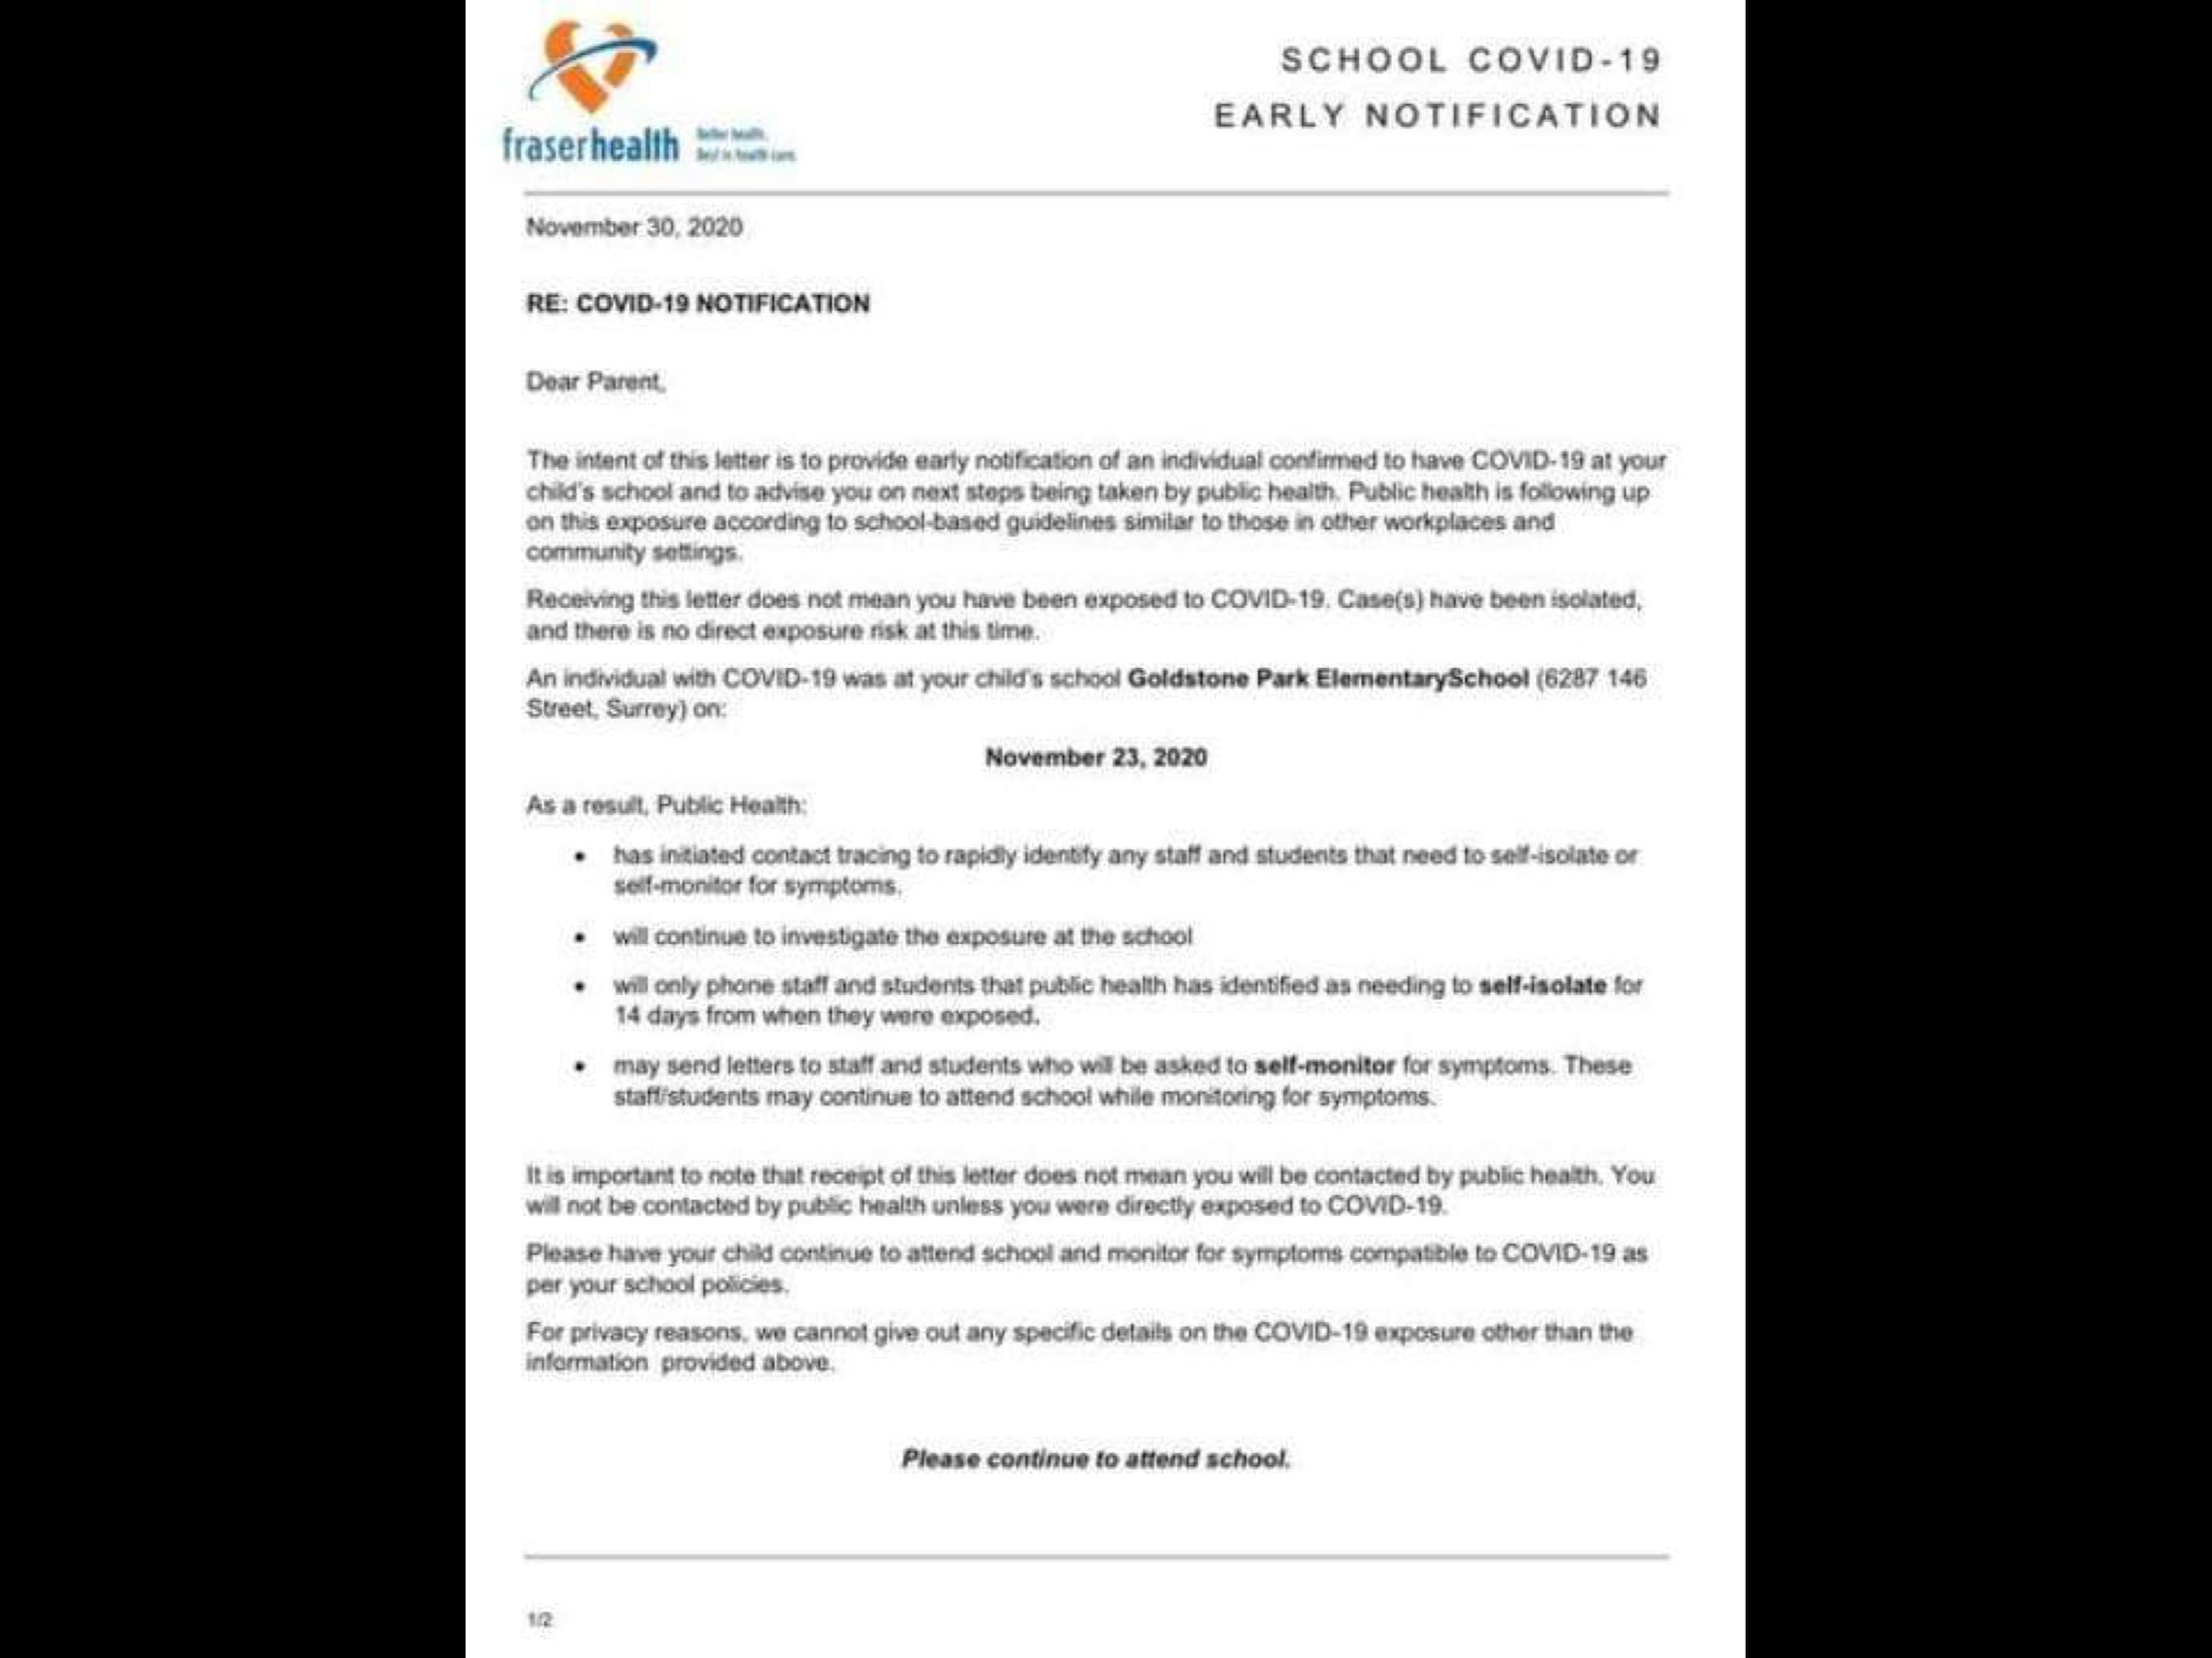 SCHOOL COVID-19
EARLY NOTIFICATION
fraserhealth
Better health.
Best in health care.
November 30, 2020
RE: COVID-19 NOTIFICATION
Dear Parent,
The intent of this letter is to provide early notification of an individual confirmed to have COVID-19 at your
child's school and to advise you on next steps being taken by public health. Public health is following up
on this exposure according to school-based guidelines similar to those in other workplaces and
community settings.
Receiving this letter does not mean you have been exposed to COVID-19. Case(s) have been isolated,
and there is no direct exposure risk at this time.
An individual with COVID-19 was at your child's school Goldstone Park ElementarySchool (6287 146
Street, Surrey) on:
November 23, 2020
As a result, Public Health:
• has initiated contact tracing to rapidly identify any staff and students that need to self-isolate or
self-monitor for symptoms.
• will continue to investigate the exposure at the school
• will only phone staff and students that public health has identified as needing to self-isolate for
14 days from when they were exposed.
• may send letters to staff and students who will be asked to self-monitor for symptoms. These
staff/students may continue to attend school while monitoring for symptoms.
It is important to note that receipt of this letter does not mean you will be contacted by public health. You
will not be contacted by public health unless you were directly exposed to COVID-19.
Please have your child continue to attend school and monitor for symptoms compatible to COVID-19 as
per your school policies.
For privacy reasons, we cannot give out any specific details on the COVID-19 exposure other than the
information provided above.
Please continue to attend school.
1/2